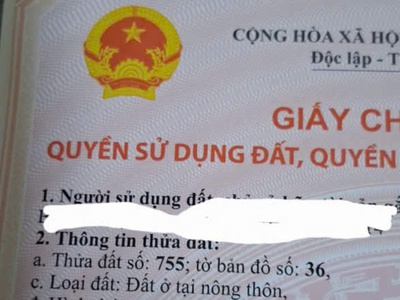 CỘNG HÒA XÃ HỘ
Độc lập - T
GIẤY CH
QUYỀN SỬ DỤNG ĐẤT, QUYỀN
1. Người sử dụng đất,
2. Thông tin thửa đất:
a. Thửa đất số: 755; tờ bản đồ số: 36,
c. Loại đất: Đất ở tại nông thôn,